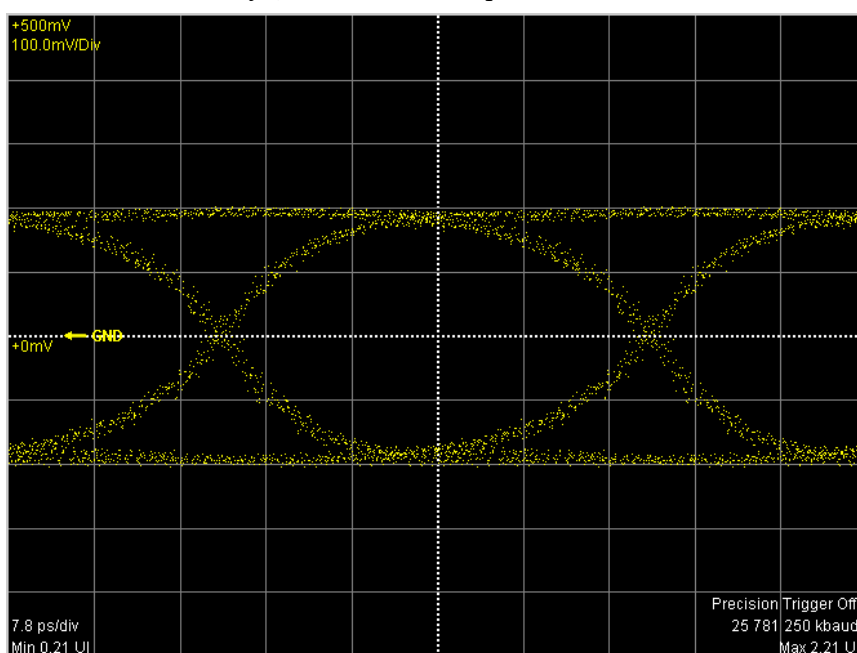 +500mV
100.0mV/Div
GND
+0mV
Precision Trigger Off
7.8 ps/div
25 781 250 kbaud
Min 0.21 UI
Max 2.21 U